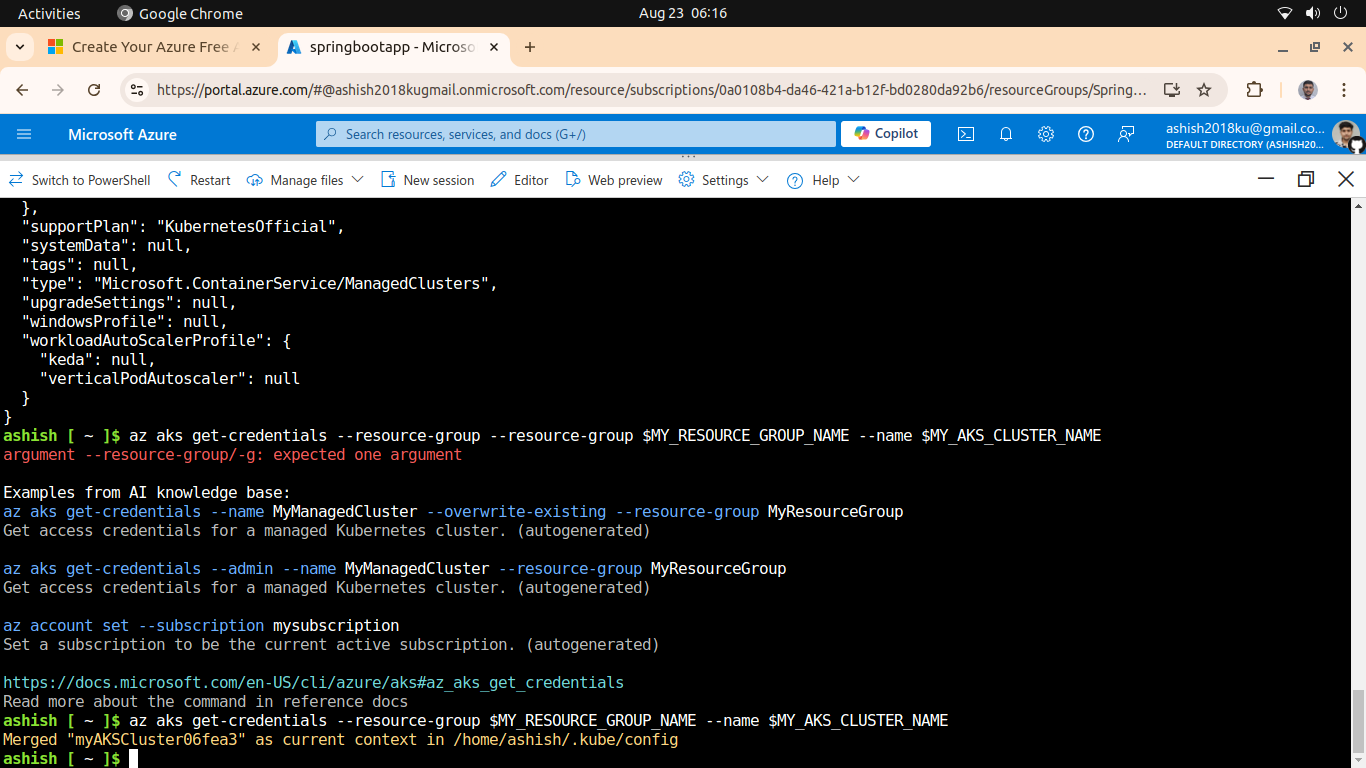 Activities Google Chrome Aug 23 06:16
Create Your Azure Free A springbootapp - Microso
https://portal.azure.com/#@ashish2018kugmail.onmicrosoft.com/resource/subscriptions/0a0108b4-da46-421a-b12f-bd0280da92b6/resourceGroups/Spring...
Microsoft Azure Search resources, services, and docs (G+/) Copilot ashish2018ku@gmail.co...
DEFAULT DIRECTORY (ASHISH20...
Switch to PowerShell Restart Manage files New session Editor Web preview Settings Help
},
"supportPlan": "KubernetesOfficial",
"systemData": null,
"tags": null,
"type": "Microsoft.ContainerService/ManagedClusters",
"upgradeSettings": null,
"windowsProfile": null,
"workloadAutoScalerProfile": {
"keda": null,
"verticalPodAutoscaler": null
}
}
ashish [ ~ ]$ az aks get-credentials --resource-group --resource-group $MY_RESOURCE_GROUP_NAME --name $MY_AKS_CLUSTER_NAME
argument --resource-group/-g: expected one argument
Examples from AI knowledge base:
az aks get-credentials --name MyManagedCluster --overwrite-existing --resource-group MyResourceGroup
Get access credentials for a managed Kubernetes cluster. (autogenerated)
az aks get-credentials --admin --name MyManagedCluster --resource-group MyResourceGroup
Get access credentials for a managed Kubernetes cluster. (autogenerated)
az account set --subscription mysubscription
Set a subscription to be the current active subscription. (autogenerated)
https://docs.microsoft.com/en-US/cli/azure/aks#az_aks_get_credentials
Read more about the command in reference docs
ashish [ ~ ]$ az aks get-credentials --resource-group $MY_RESOURCE_GROUP_NAME --name $MY_AKS_CLUSTER_NAME
Merged "myAKSCluster06fea3" as current context in /home/ashish/.kube/config
ashish [ ~ ]$